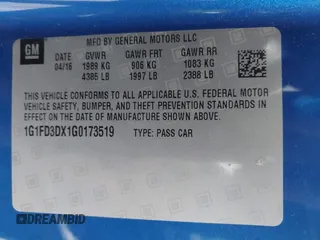 GM
MFD BY GENERAL MOTORS LLC
DATE GVWR GAWR FRT GAWR RR
04/16 1989 KG 906 KG 1083 KG
4385 LB 1997 LB 2388 LB
THIS VEHICLE CONFORMS TO ALL APPLICABLE U.S. FEDERAL MOTOR
VEHICLE SAFETY, BUMPER, AND THEFT PREVENTION STANDARDS
IN EFFECT ON THE DATE OF MANUFACTURE SHOWN ABOVE.
1G1FD3DX1G0173519 TYPE: PASS CAR
DREAMBID